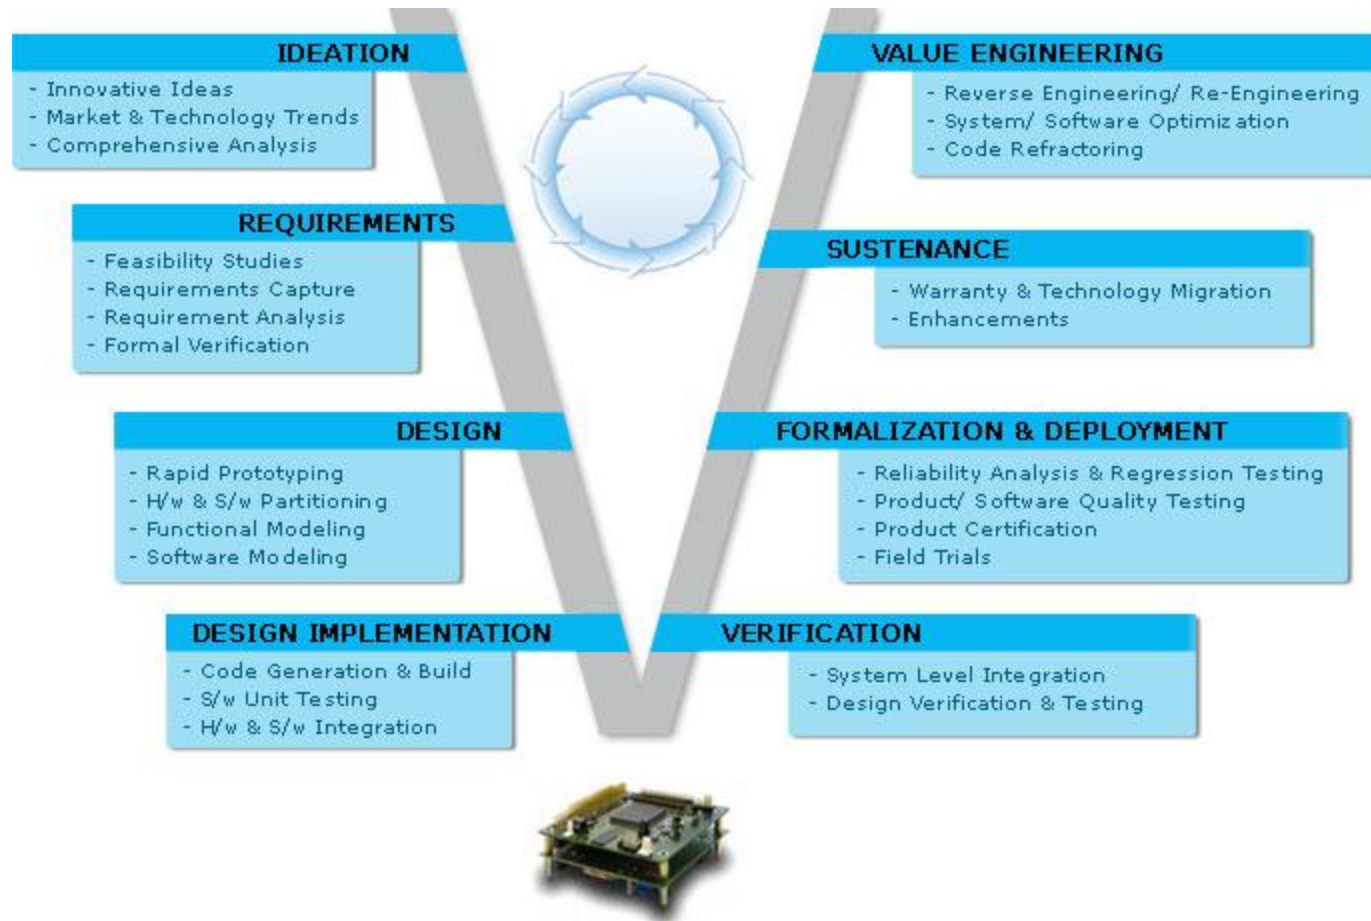 IDEATION
- Innovative Ideas
- Market & Technology Trends
- Comprehensive Analysis
REQUIREMENTS
- Feasibility Studies
- Requirements Capture
- Requirement Analysis
- Formal Verification
DESIGN
- Rapid Prototyping
- H/w & S/w Partitioning
- Functional Modeling
- Software Modeling
DESIGN IMPLEMENTATION
- Code Generation & Build
- S/w Unit Testing
- H/w & S/w Integration
VERIFICATION
- System Level Integration
- Design Verification & Testing
FORMALIZATION & DEPLOYMENT
- Reliability Analysis & Regression Testing
- Product/ Software Quality Testing
- Product Certification
- Field Trials
SUSTENANCE
- Warranty & Technology Migration
- Enhancements
VALUE ENGINEERING
- Reverse Engineering/ Re-Engineering
- System/ Software Optimization
- Code Refractoring